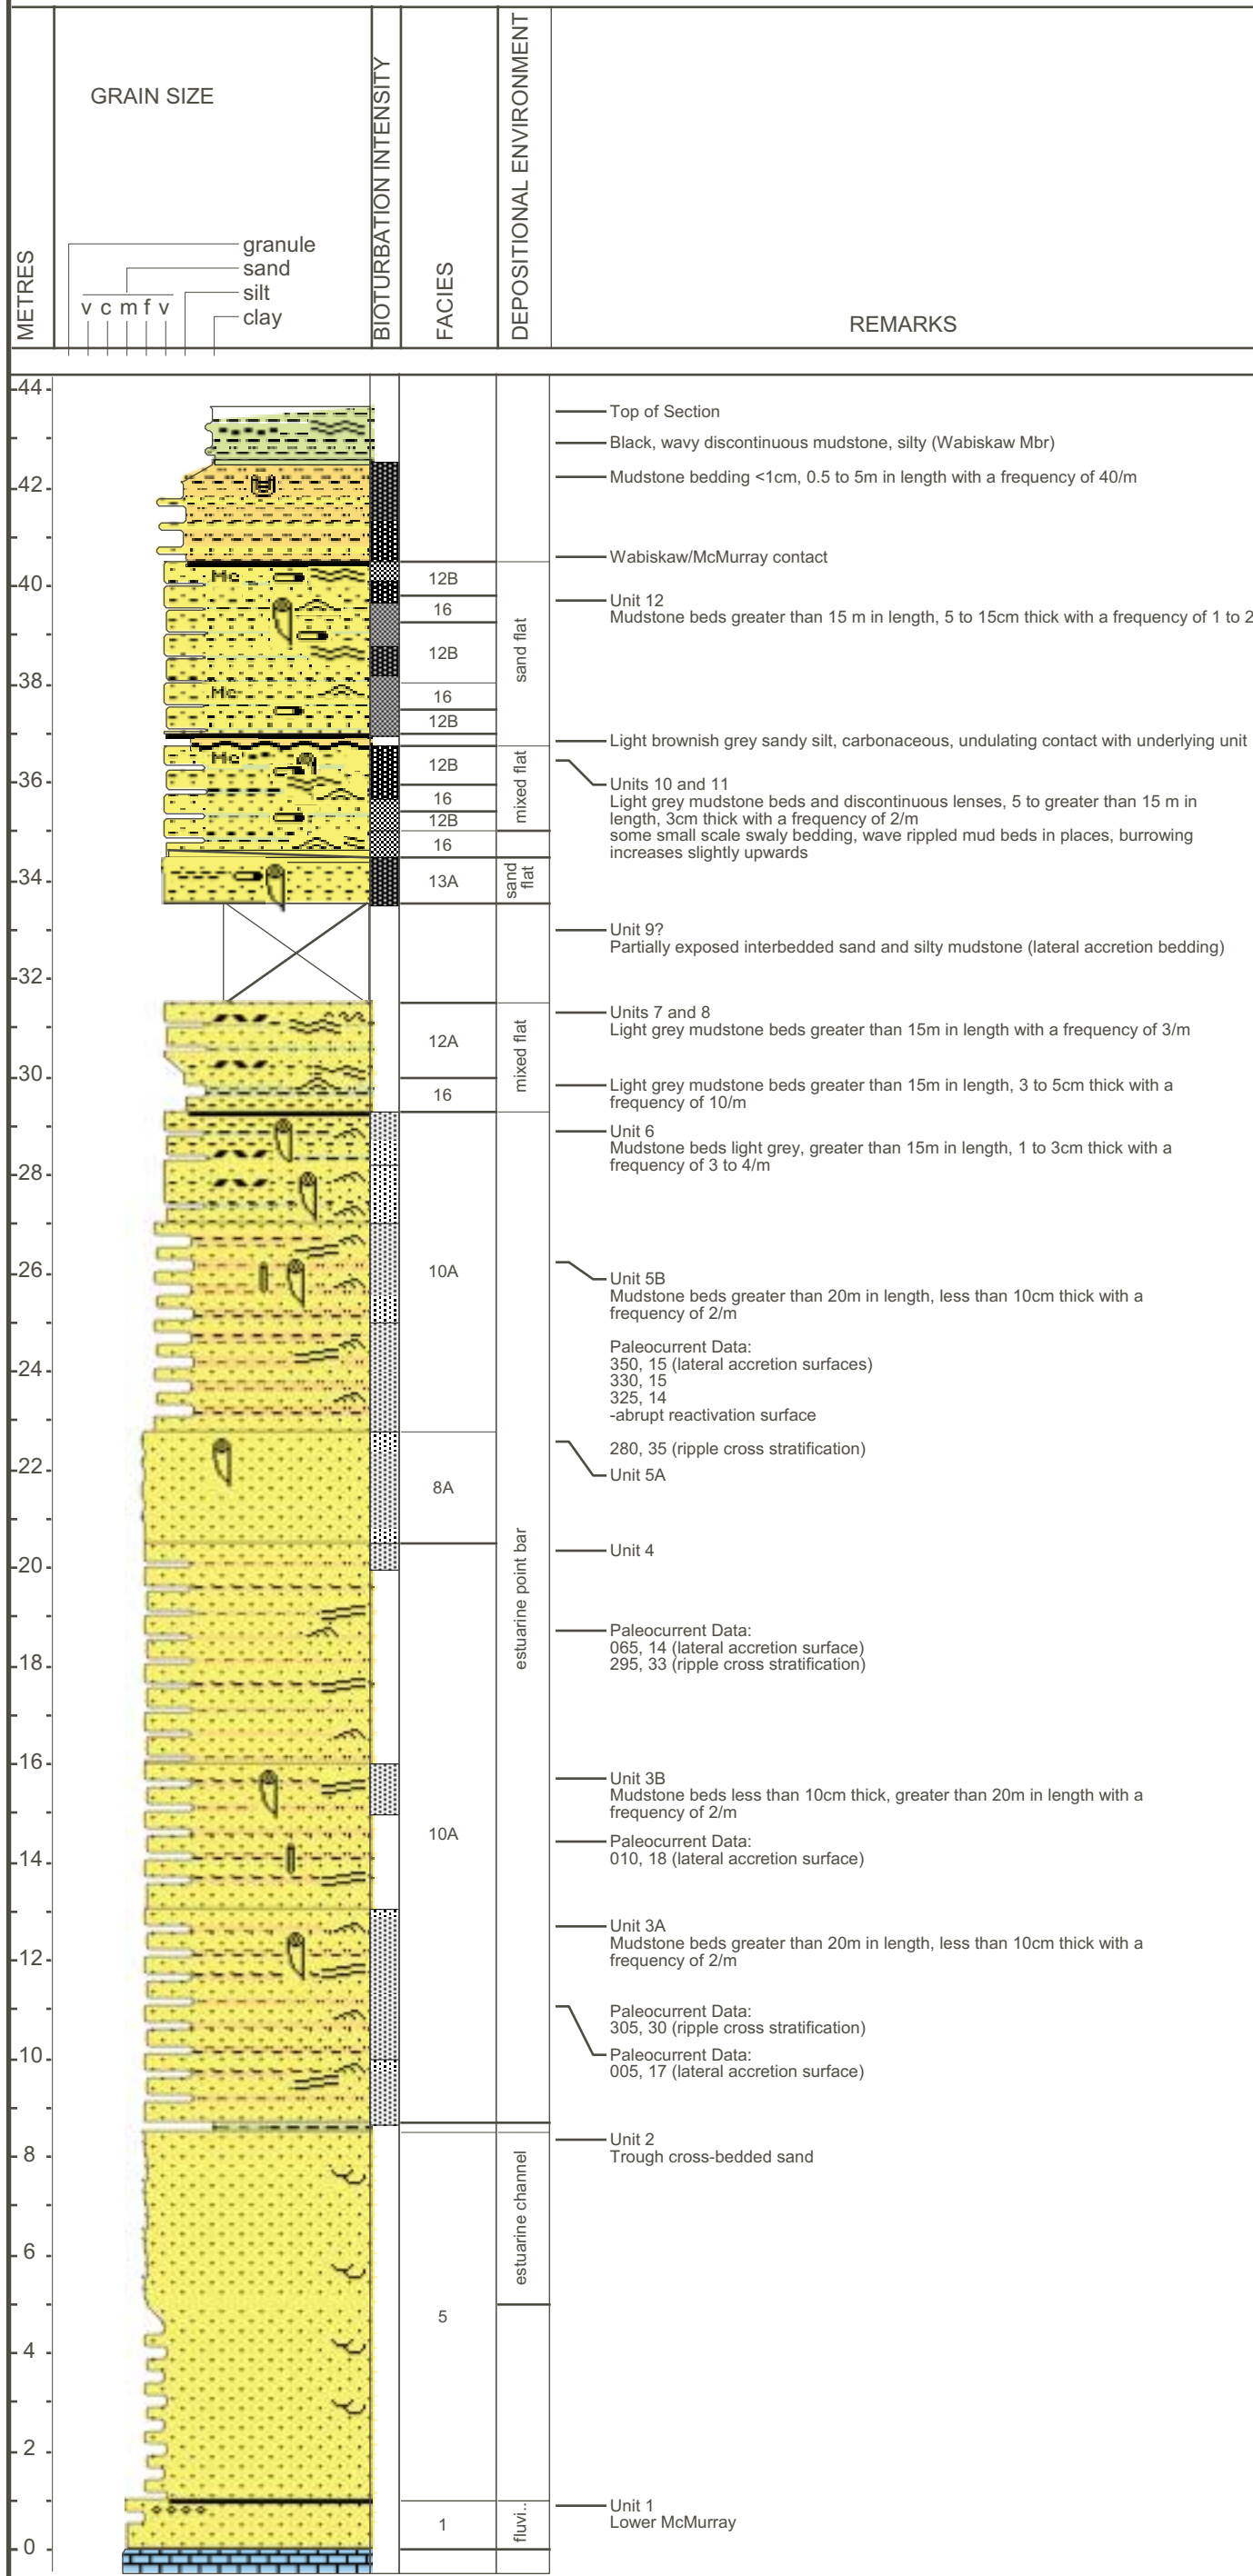 GRAIN SIZE
METRES
granule
sand
silt
clay
v c m f v
BIOTURBATION INTENSITY
FACIES
DEPOSITIONAL ENVIRONMENT
REMARKS
44
Top of Section
Black, wavy discontinuous mudstone, silty (Wabiskaw Mbr)
42
Mudstone bedding <1cm, 0.5 to 5m in length with a frequency of 40/m
Wabiskaw/McMurray contact
40
Mc
12B
16
Unit 12
Mudstone beds greater than 15 m in length, 5 to 15cm thick with a frequency of 1 to 2
12B
sand flat
38
Mc
16
12B
Light brownish grey sandy silt, carbonaceous, undulating contact with underlying unit
Mc
12B
36
16
12B
16
mixed flat
Units 10 and 11
Light grey mudstone beds and discontinuous lenses, 5 to greater than 15 m in
length, 3cm thick with a frequency of 2/m
some small scale swaly bedding, wave rippled mud beds in places, burrowing
increases slightly upwards
34
13A
sand
flat
Unit 9?
Partially exposed interbedded sand and silty mudstone (lateral accretion bedding)
32
Units 7 and 8
Light grey mudstone beds greater than 15m in length with a frequency of 3/m
12A
mixed flat
30
16
Light grey mudstone beds greater than 15m in length, 3 to 5cm thick with a
frequency of 10/m
Unit 6
Mudstone beds light grey, greater than 15m in length, 1 to 3cm thick with a
frequency of 3 to 4/m
28
26
10A
Unit 5B
Mudstone beds greater than 20m in length, less than 10cm thick with a
frequency of 2/m
Paleocurrent Data:
350, 15 (lateral accretion surfaces)
330, 15
325, 14
-abrupt reactivation surface
24
280, 35 (ripple cross stratification)
Unit 5A
22
8A
estuarine point bar
20
Unit 4
Paleocurrent Data:
065, 14 (lateral accretion surface)
295, 33 (ripple cross stratification)
18
16
Unit 3B
Mudstone beds less than 10cm thick, greater than 20m in length with a
frequency of 2/m
10A
Paleocurrent Data:
010, 18 (lateral accretion surface)
14
Unit 3A
Mudstone beds greater than 20m in length, less than 10cm thick with a
frequency of 2/m
12
Paleocurrent Data:
305, 30 (ripple cross stratification)
Paleocurrent Data:
005, 17 (lateral accretion surface)
10
8
Unit 2
Trough cross-bedded sand
estuarine channel
6
5
4
2
Unit 1
Lower McMurray
1
fluvi..
0